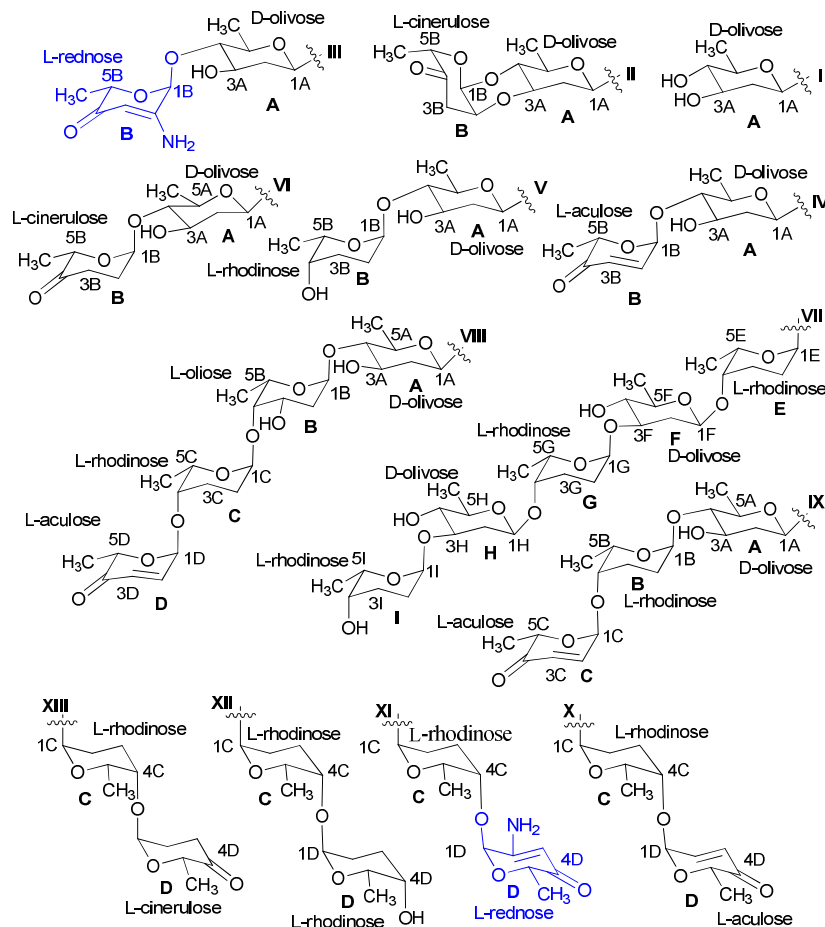 D-olivose
H₃C
O
O
L-rednose
5B
HO
3A
1A
III
A
H₃C
O
1B
O
B
NH₂
L-cinerulose
5B
H₃C
O
O
1B
3B
B
D-olivose
H₃C
O
O
O
3A
1A
II
A
D-olivose
H₃C
HO
HO
O
3A
1A
I
A
D-olivose
5A
H₃C
O
O
HO
3A
1A
VI
A
L-cinerulose
5B
H₃C
O
1B
O
3B
B
H₃C
O
O
HO
3A
1A
V
A
D-olivose
5B
H₃C
O
1B
3B
B
L-rhodinose
OH
D-olivose
H₃C
O
O
HO
3A
1A
IV
A
L-aculose
5B
H₃C
O
1B
O
3B
B
H₃C
5A
O
O
HO
3A
1A
VIII
A
D-olivose
L-oliose
5B
H₃C
O
1B
B
HO
O
L-rhodinose
5C
H₃C
O
1C
3C
C
O
L-aculose
5D
H₃C
O
1D
O
3D
D
VII
5E
H₃C
O
1E
L-rhodinose
E
O
H₃C
5F
HO
O
O
3F
1F
F
D-olivose
L-rhodinose
5G
H₃C
O
1G
3G
G
O
D-olivose
H₃C
5H
HO
O
O
3H
1H
H
L-rhodinose
5I
H₃C
O
1I
3I
I
OH
H₃C
5A
O
O
HO
3A
1A
IX
A
D-olivose
5B
H₃C
O
1B
B
L-rhodinose
O
L-aculose
5C
H₃C
O
1C
O
3C
C
XIII
L-rhodinose
1C
4C
O
CH₃
C
O
4D
O
CH₃
O
D
L-cinerulose
XII
L-rhodinose
1C
4C
O
CH₃
C
O
1D
4D
O
CH₃
OH
D
L-rhodinose
XI
L-rhodinose
1C
4C
O
CH₃
C
O
NH₂
1D
4D
O
D
CH₃
O
L-rednose
X
L-rhodinose
1C
4C
O
CH₃
C
O
1D
4D
O
CH₃
O
D
L-aculose